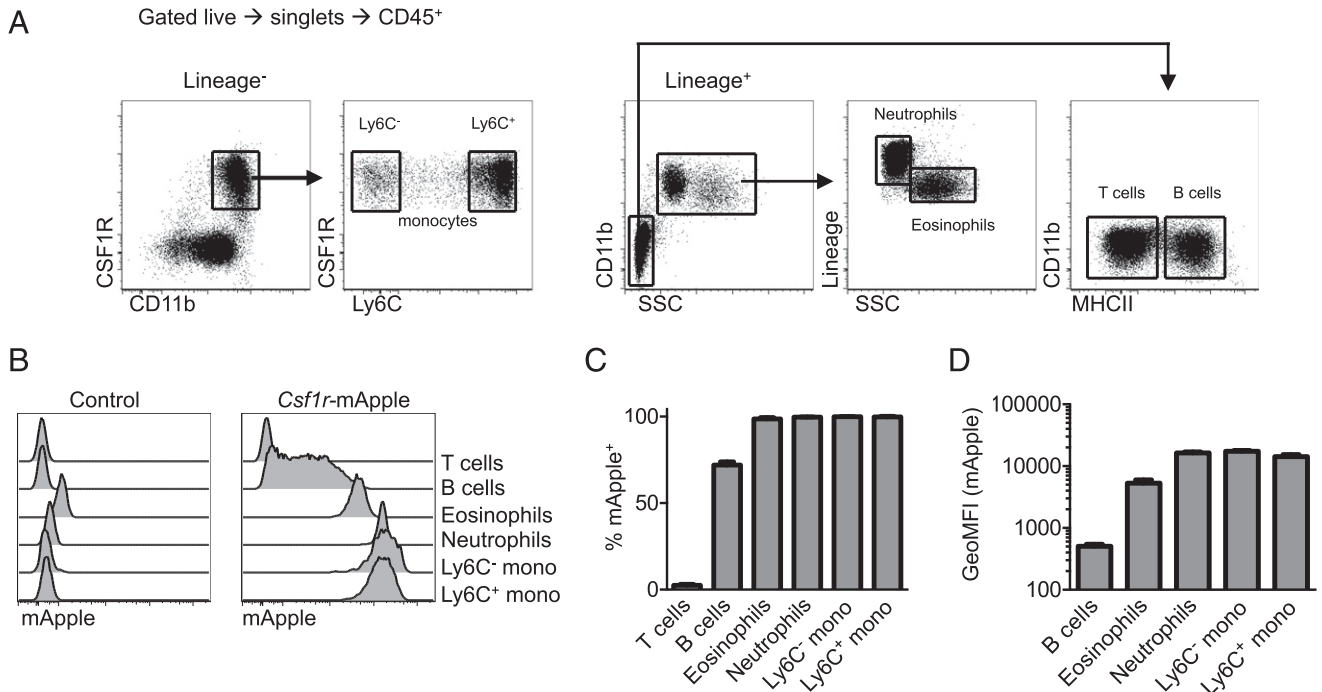 A
Gated live → singlets → CD45⁺
Lineage⁻
Lineage⁺
Ly6C⁻
Ly6C⁺
monocytes
CSF1R
CD11b
CSF1R
Ly6C
CD11b
SSC
Neutrophils
Eosinophils
Lineage
SSC
T cells
B cells
CD11b
MHCII
B
Control
Csf1r-mApple
T cells
B cells
Eosinophils
Neutrophils
Ly6C⁻ mono
Ly6C⁺ mono
mApple
mApple
C
% mApple⁺
100
50
0
T cells
B cells
Eosinophils
Neutrophils
Ly6C⁻ mono
Ly6C⁺ mono
D
GeoMFI (mApple)
100000
10000
1000
100
B cells
Eosinophils
Neutrophils
Ly6C⁻ mono
Ly6C⁺ mono